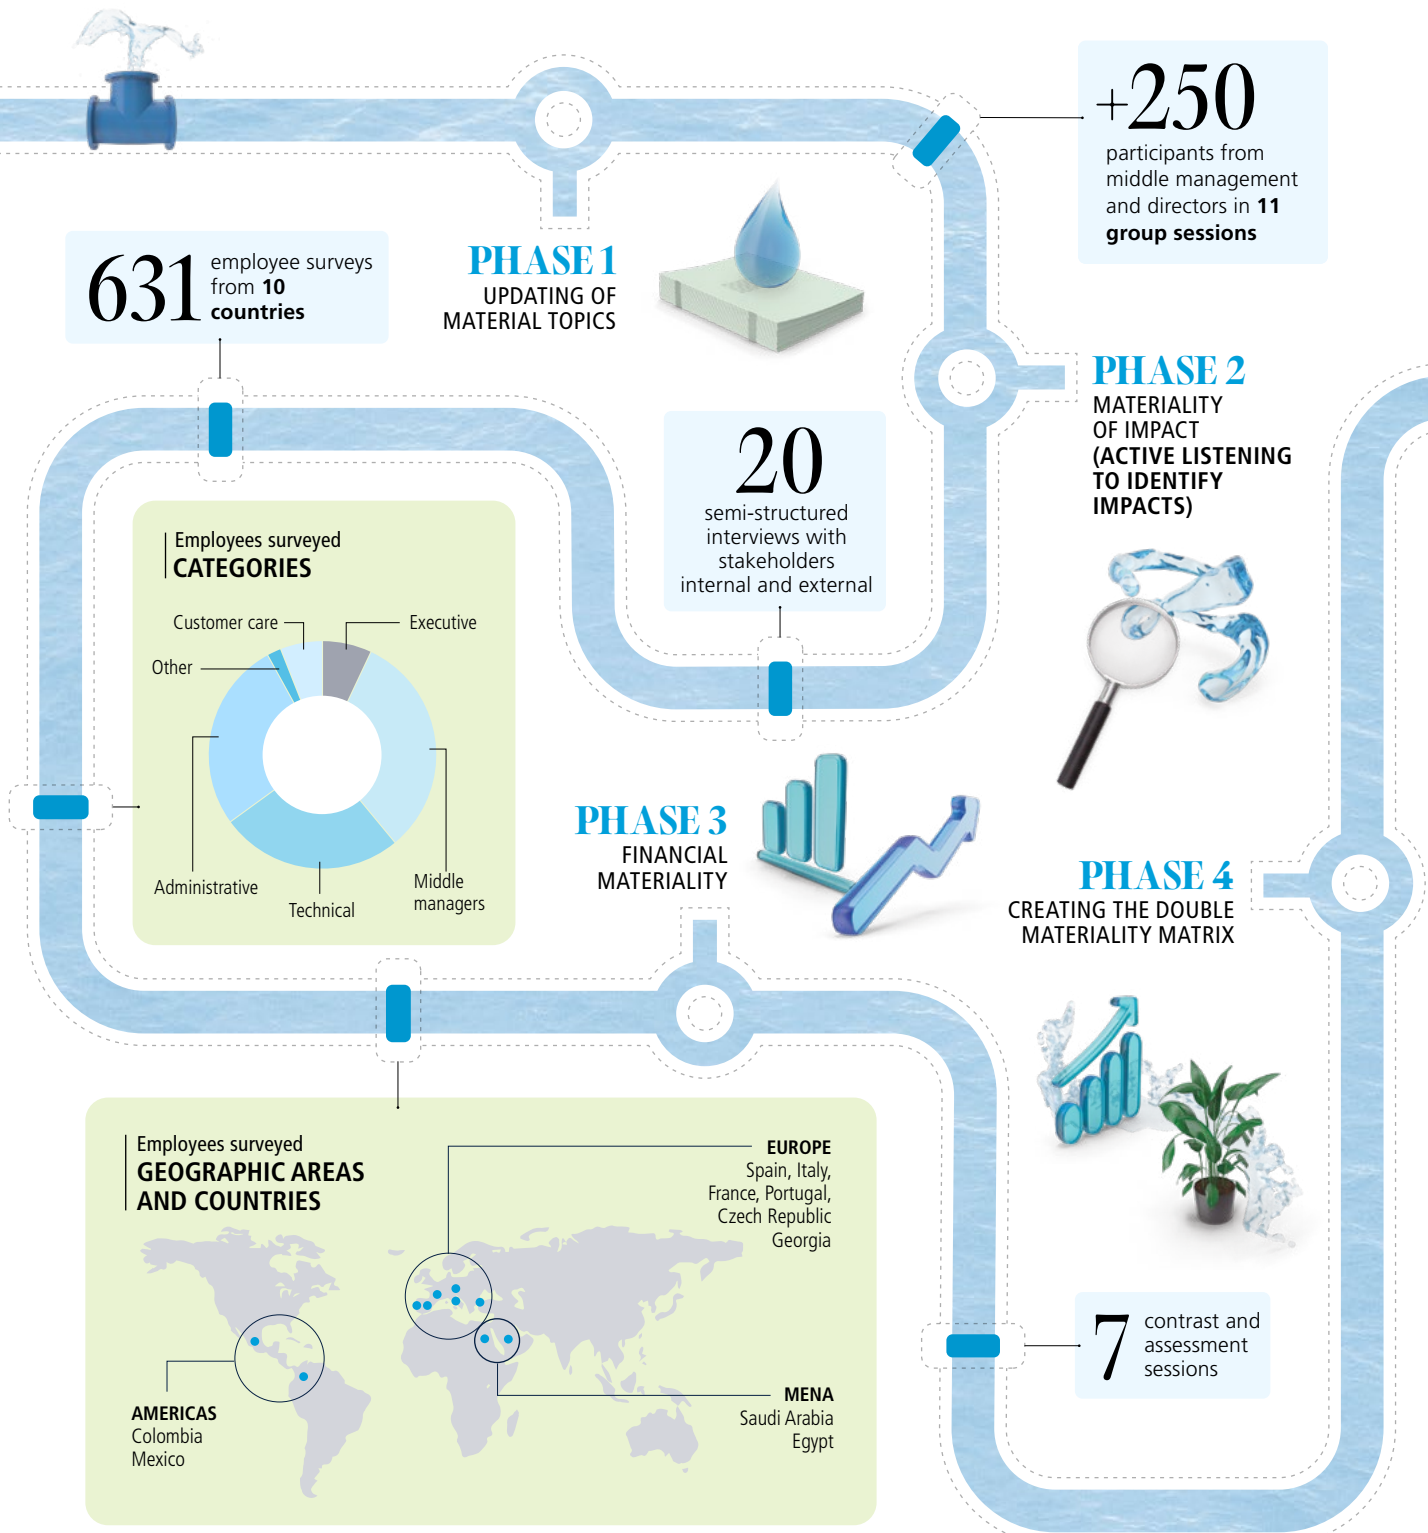 +250
participants from
middle management
and directors in 11
group sessions
PHASE 1
UPDATING OF
MATERIAL TOPICS
631
employee surveys
from 10
countries
PHASE 2
MATERIALITY
OF IMPACT
(ACTIVE LISTENING
TO IDENTIFY
IMPACTS)
20
semi-structured
interviews with
stakeholders
internal and external
Employees surveyed
CATEGORIES
Customer care
Executive
Other
Administrative
Technical
Middle
managers
PHASE 3
FINANCIAL
MATERIALITY
PHASE 4
CREATING THE DOUBLE
MATERIALITY MATRIX
Employees surveyed
GEOGRAPHIC AREAS
AND COUNTRIES
EUROPE
Spain, Italy,
France, Portugal,
Czech Republic
Georgia
AMERICAS
Colombia
Mexico
MENA
Saudi Arabia
Egypt
7
contrast and
assessment
sessions